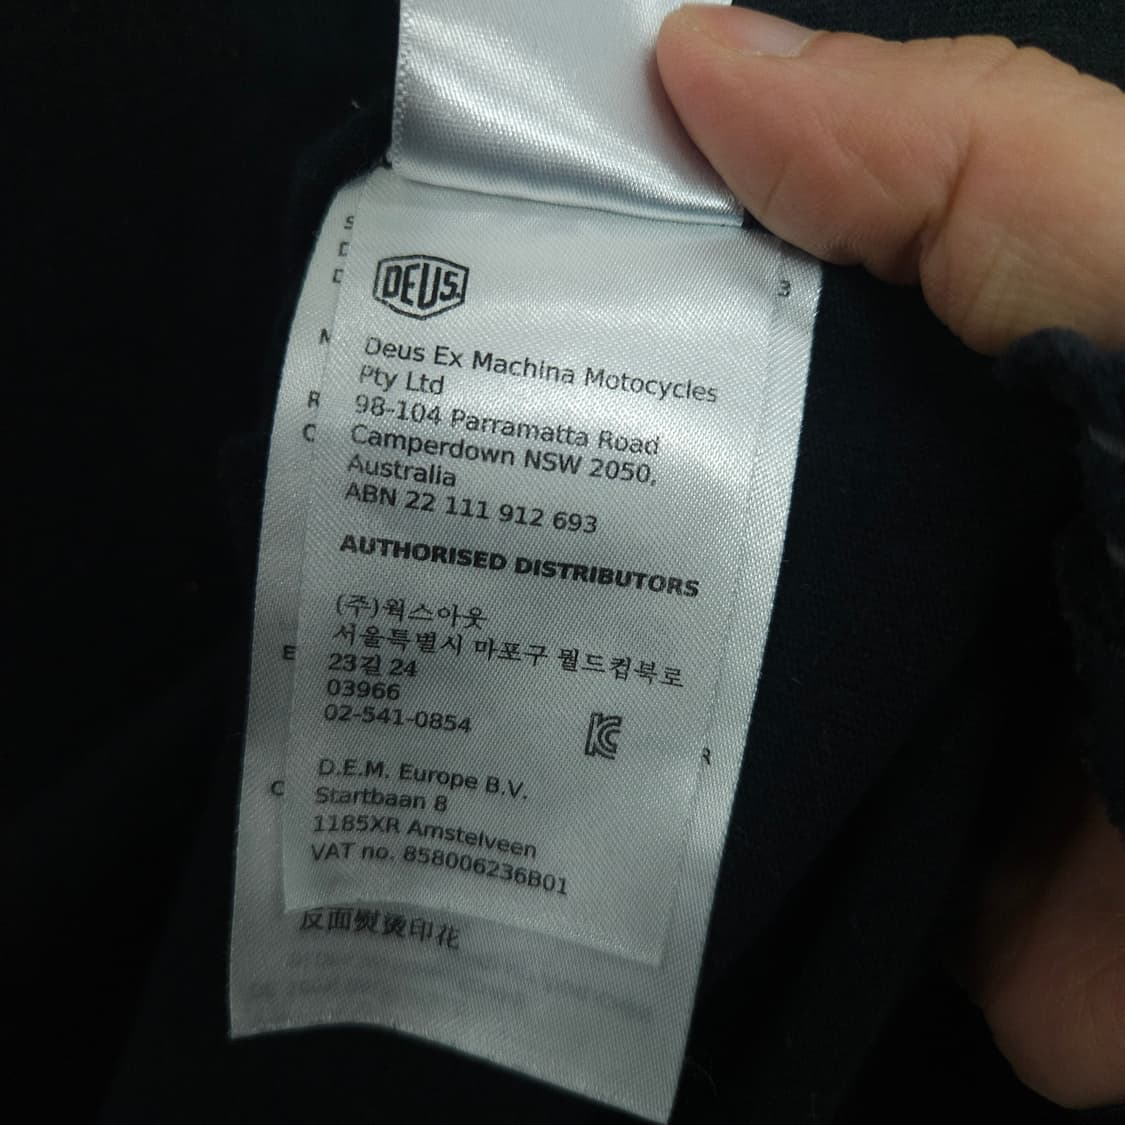 DEUS.
Deus Ex Machina Motocycles
Pty Ltd
98-104 Parramatta Road
Camperdown NSW 2050,
Australia
ABN 22 111 912 693
AUTHORISED DISTRIBUTORS
(주)웍스아웃
서울특별시 마포구 월드컵북로
23길 24
03966
02-541-0854
D.E.M. Europe B.V.
Startbaan 8
1185XR Amstelveen
VAT no. 858006236B01
反面熨烫印花